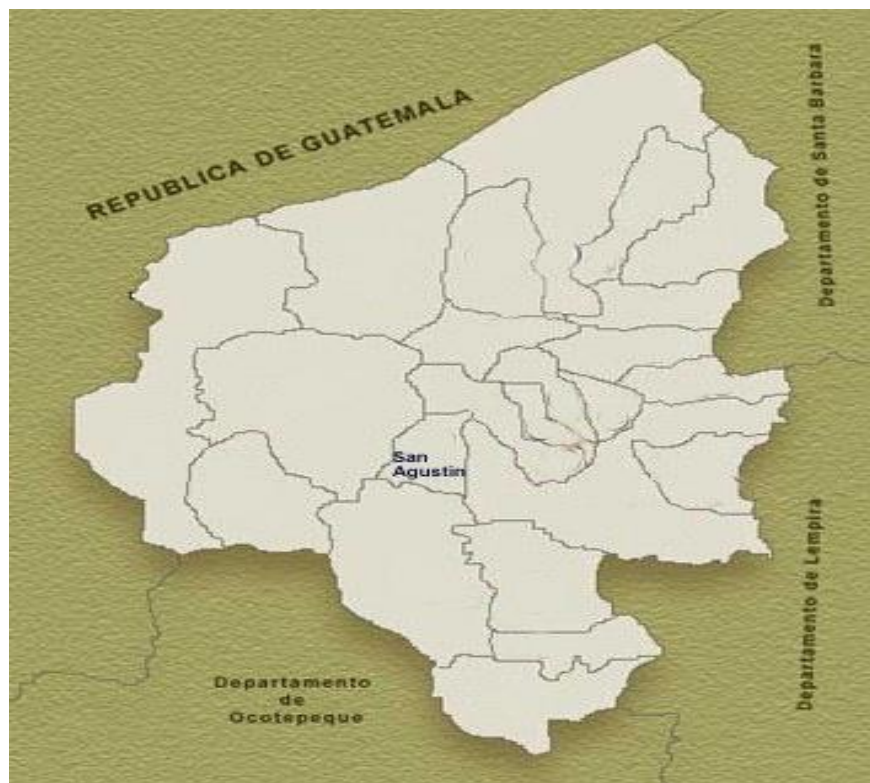 REPUBLICA DE GUATEMALA
Departamento de Santa Barbara
San
Agustin
Departamento de Lempira
Departamento
de
Ocotepeque